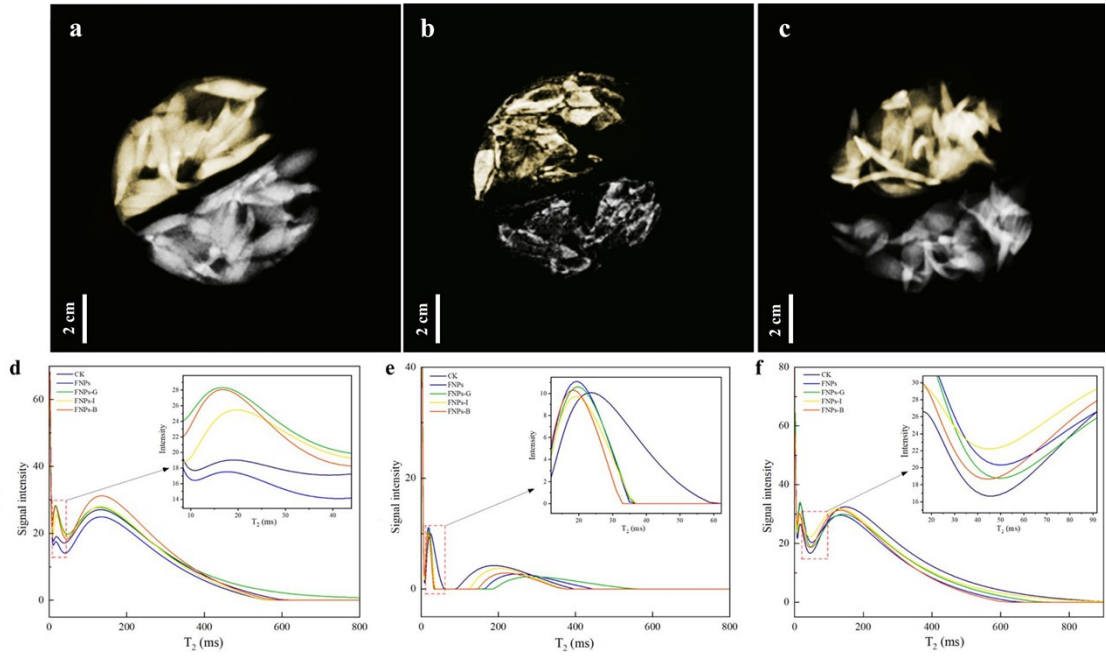 a
b
c
2 cm
2 cm
2 cm
d
CK
FNPs
FNPs-G
FNPs-I
FNPs-B
Signal intensity
60
40
20
0
0 200 400 600 800
T2 (ms)
Intensity
28
26
24
22
20
18
16
14
10 20 30 40
T2 (ms)
e
CK
FNPs
FNPs-G
FNPs-I
FNPs-B
Signal intensity
40
20
0
0 200 400 600 800
T2 (ms)
Intensity
10
8
6
4
2
0
20 30 40 50 60
T2 (ms)
f
CK
FNPs
FNPs-G
FNPs-I
FNPs-B
Signal intensity
80
60
40
20
0
0 200 400 600 800
T2 (ms)
Intensity
30
28
26
24
22
20
18
16
20 30 40 50 60 70 80 90
T2 (ms)